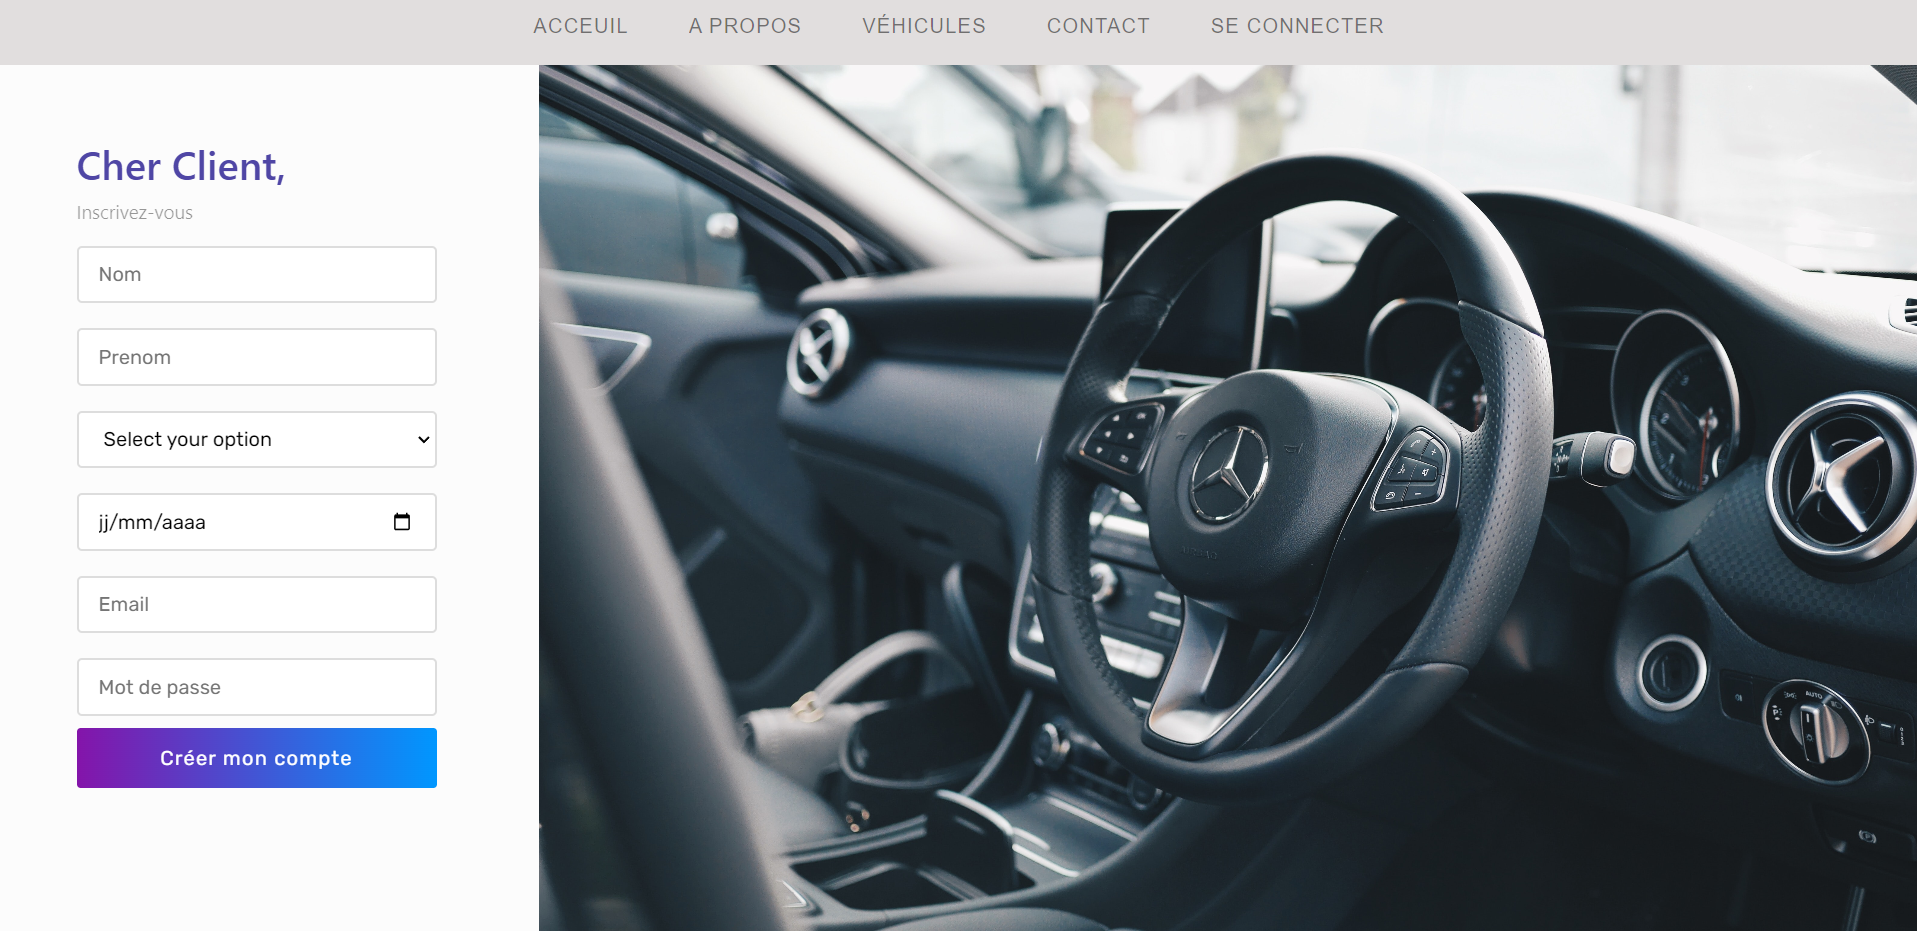 ACCEUIL A PROPOS VÉHICULES CONTACT SE CONNECTER
Cher Client,
Inscrivez-vous
Nom
Prenom
Select your option
jj/mm/aaaa
Email
Mot de passe
Créer mon compte
AUTO